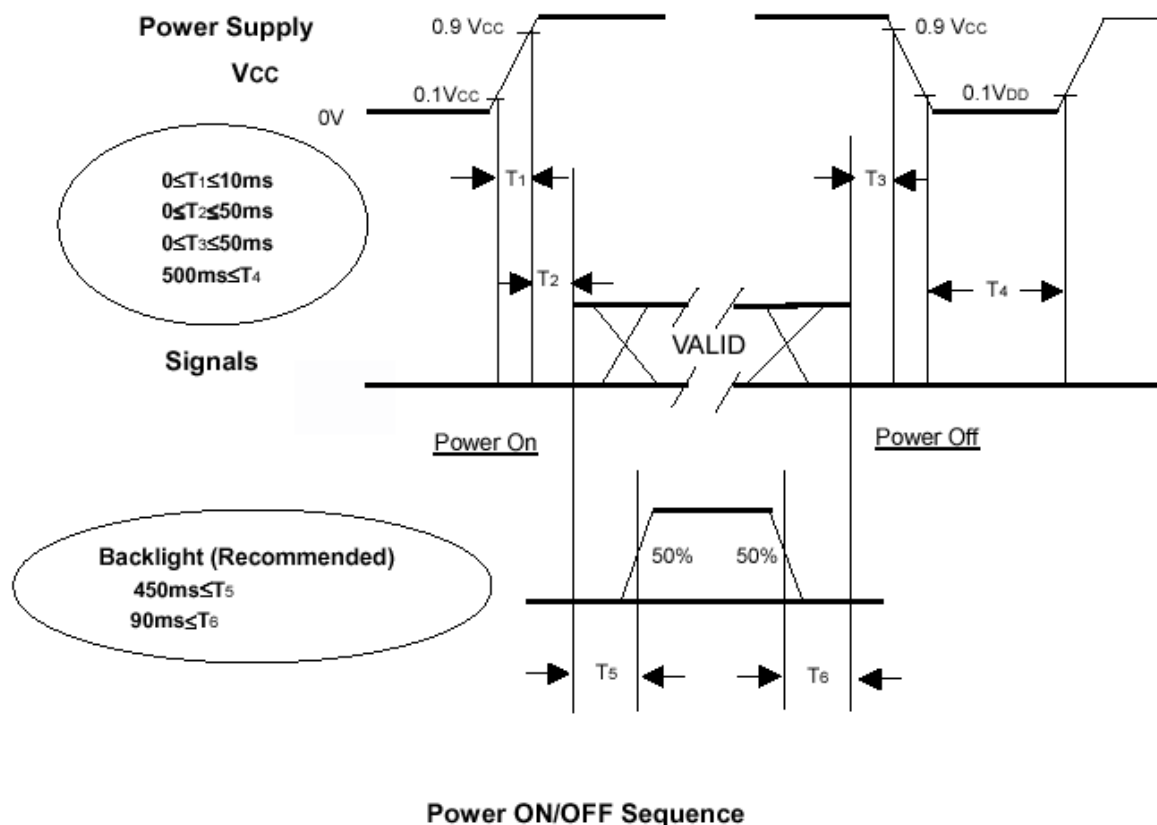 Power Supply
VCC
0.9 VCC
0.1VCC
0V
0.9 VCC
0.1VDD
0≤T1≤10ms
0≤T2≤50ms
0≤T3≤50ms
500ms≤T4
T1
T3
T2
T4
VALID
Signals
Power On
Power Off
Backlight (Recommended)
450ms≤T5
90ms≤T6
50%
50%
T5
T6
Power ON/OFF Sequence